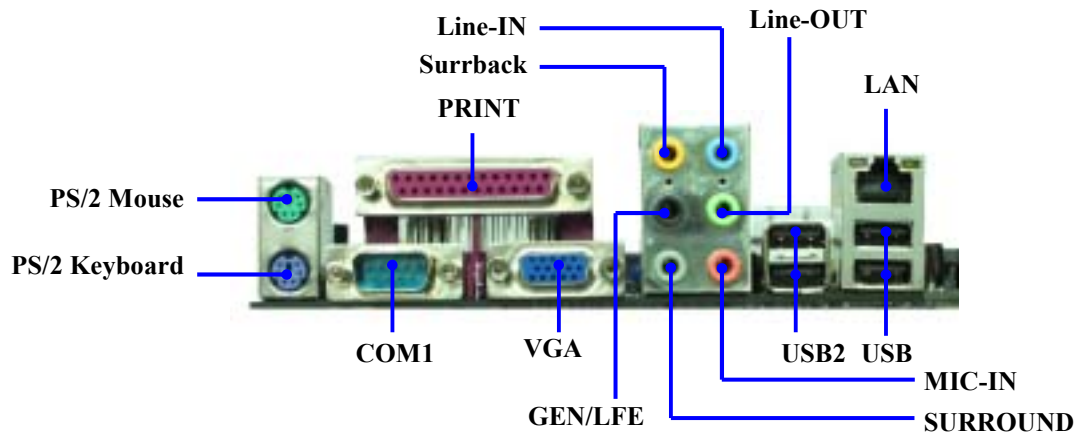 Line-IN
Line-OUT
Surrback
LAN
PRINT
PS/2 Mouse
PS/2 Keyboard
COM1
VGA
USB2
USB
MIC-IN
GEN/LFE
SURROUND